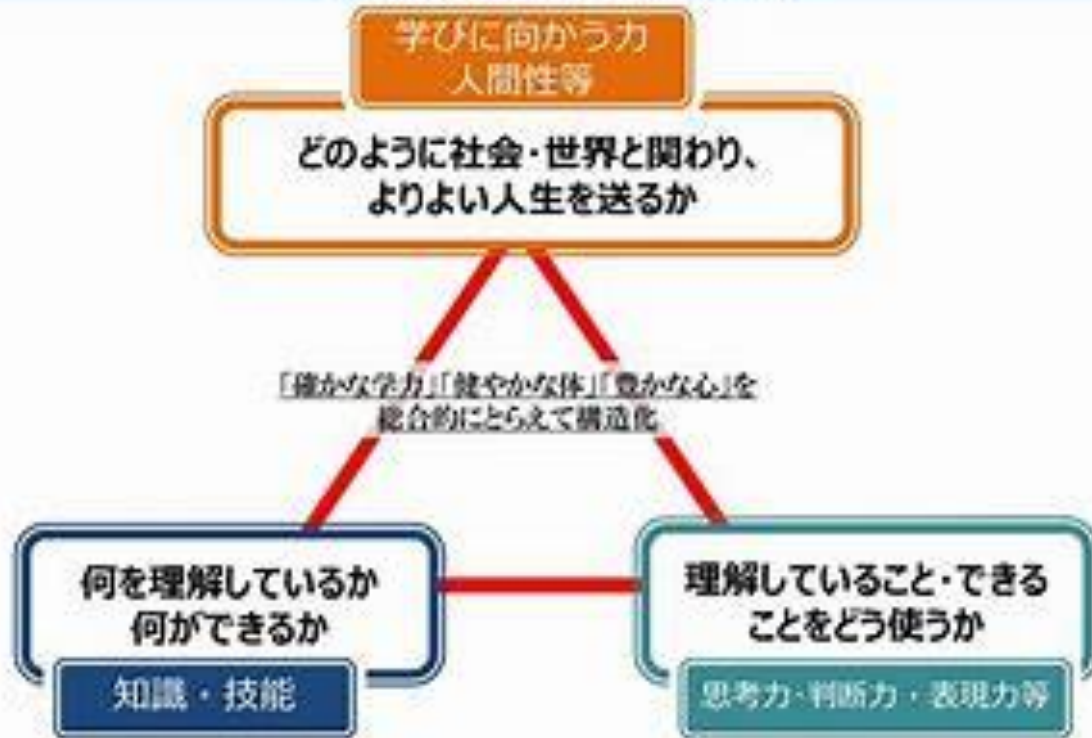 学びに向かう力
人間性等
どのように社会・世界と関わり、
よりよい人生を送るか
「確かな学力」「健やかな体」「豊かな心」を
総合的にとらえて構造化
何を理解しているか
何ができるか
知識・技能
理解していること・できる
ことをどう使うか
思考力・判断力・表現力等